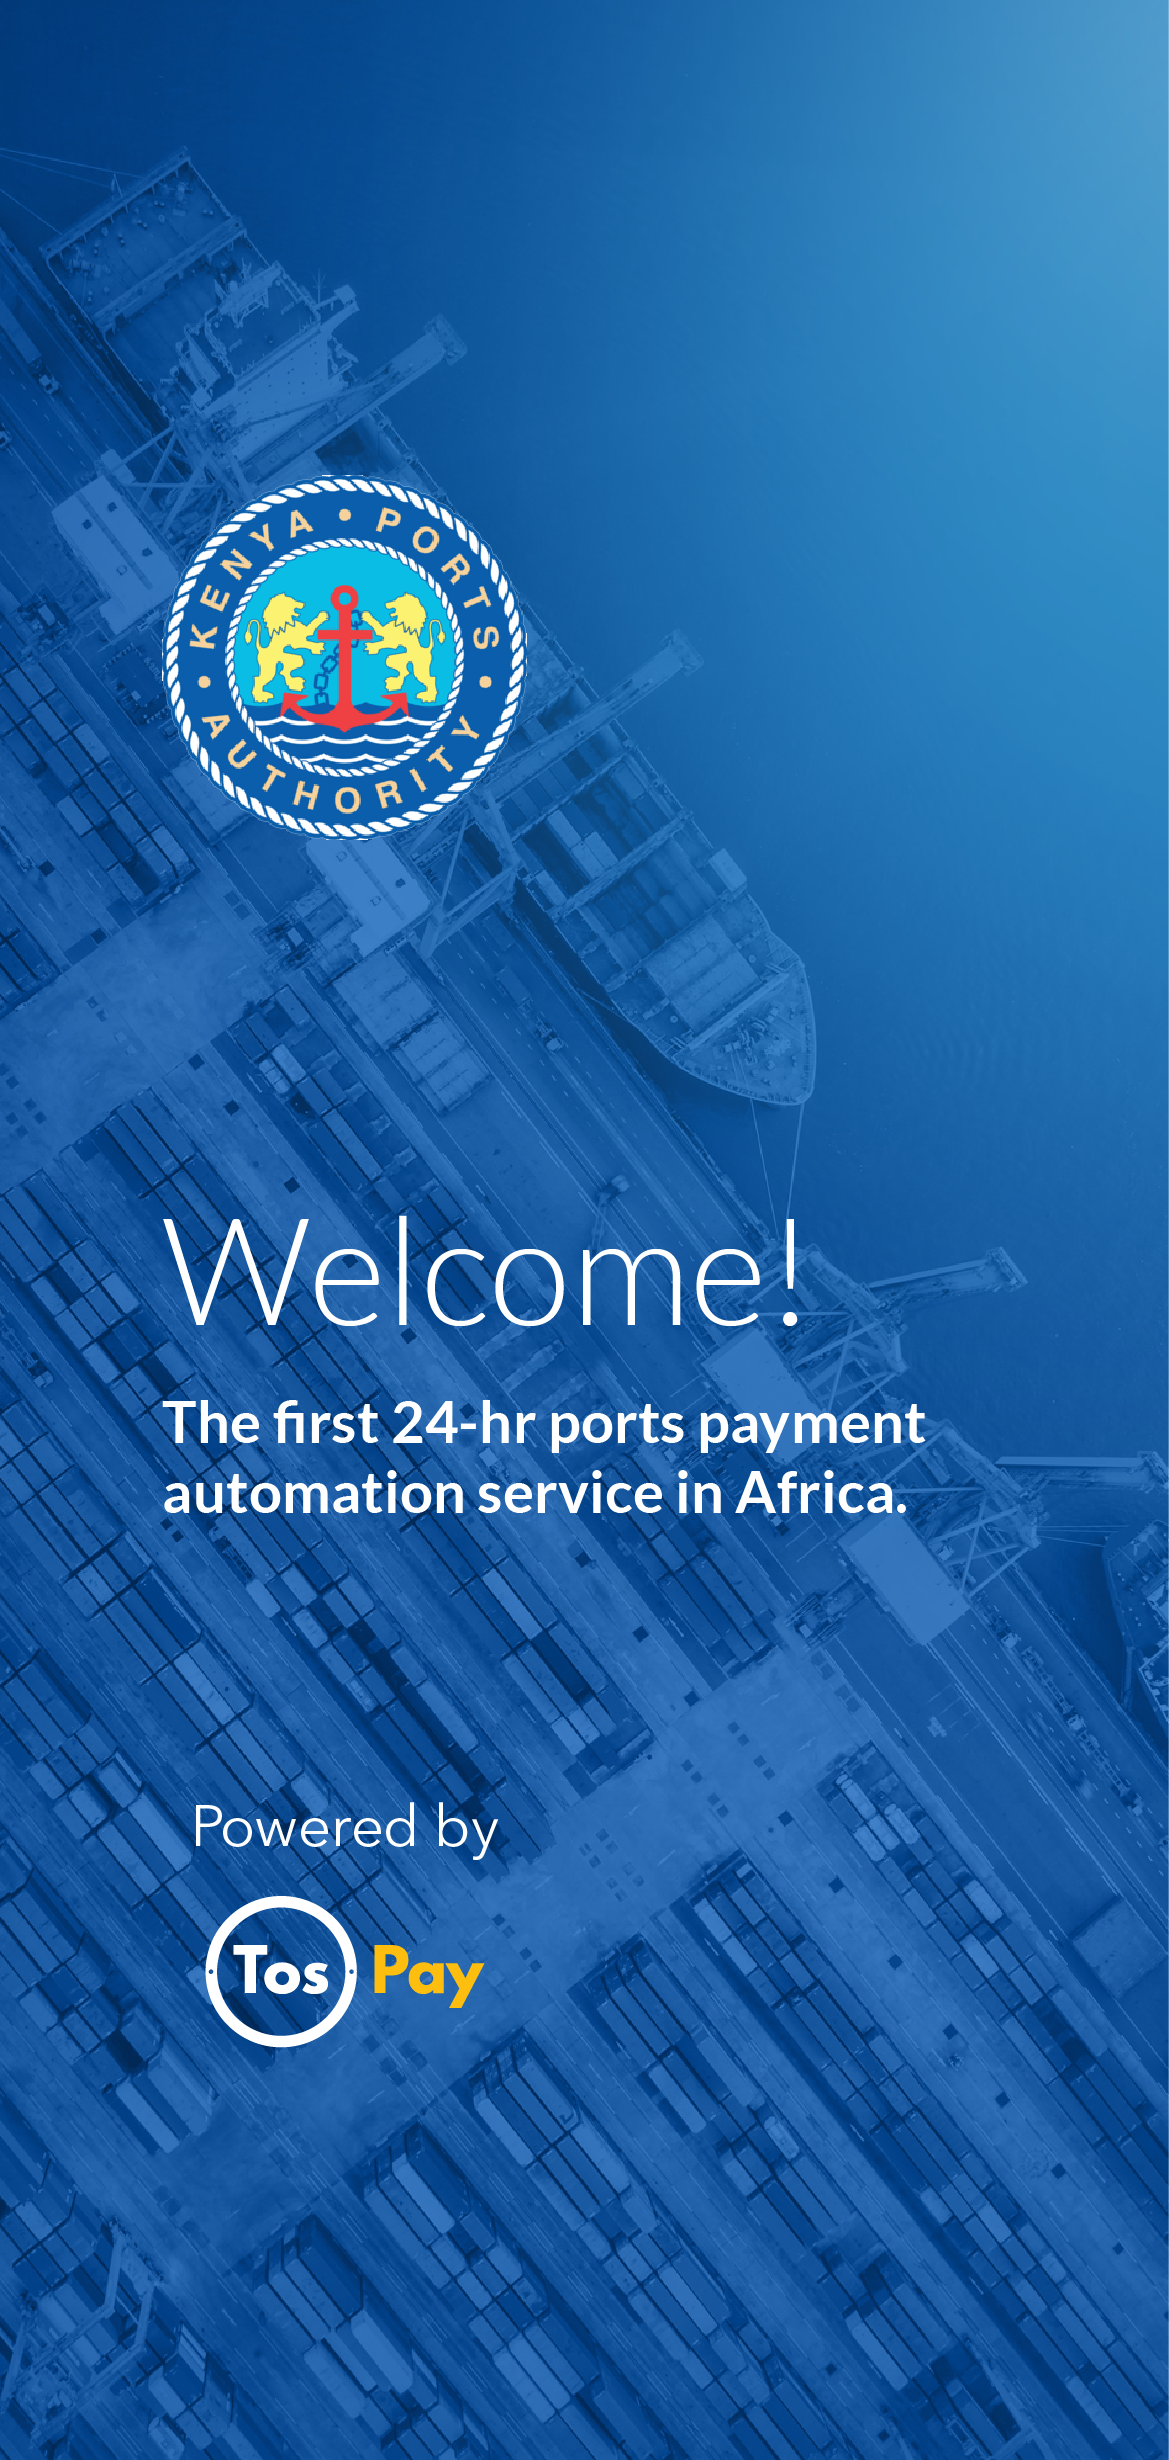 KENYA • PORTS
• AUTHORITY •
Welcome!
The first 24-hr ports payment
automation service in Africa.
Powered by
Tos Pay